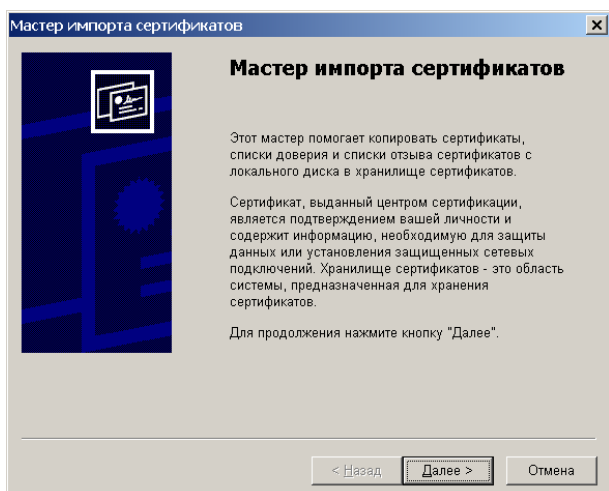 Мастер импорта сертификатов
Мастер импорта сертификатов
Этот мастер помогает копировать сертификаты,
списки доверия и списки отзыва сертификатов с
локального диска в хранилище сертификатов.
Сертификат, выданный центром сертификации,
является подтверждением вашей личности и
содержит информацию, необходимую для защиты
данных или установления защищенных сетевых
подключений. Хранилище сертификатов - это область
системы, предназначенная для хранения
сертификатов.
Для продолжения нажмите кнопку "Далее".
< Назад Далее > Отмена